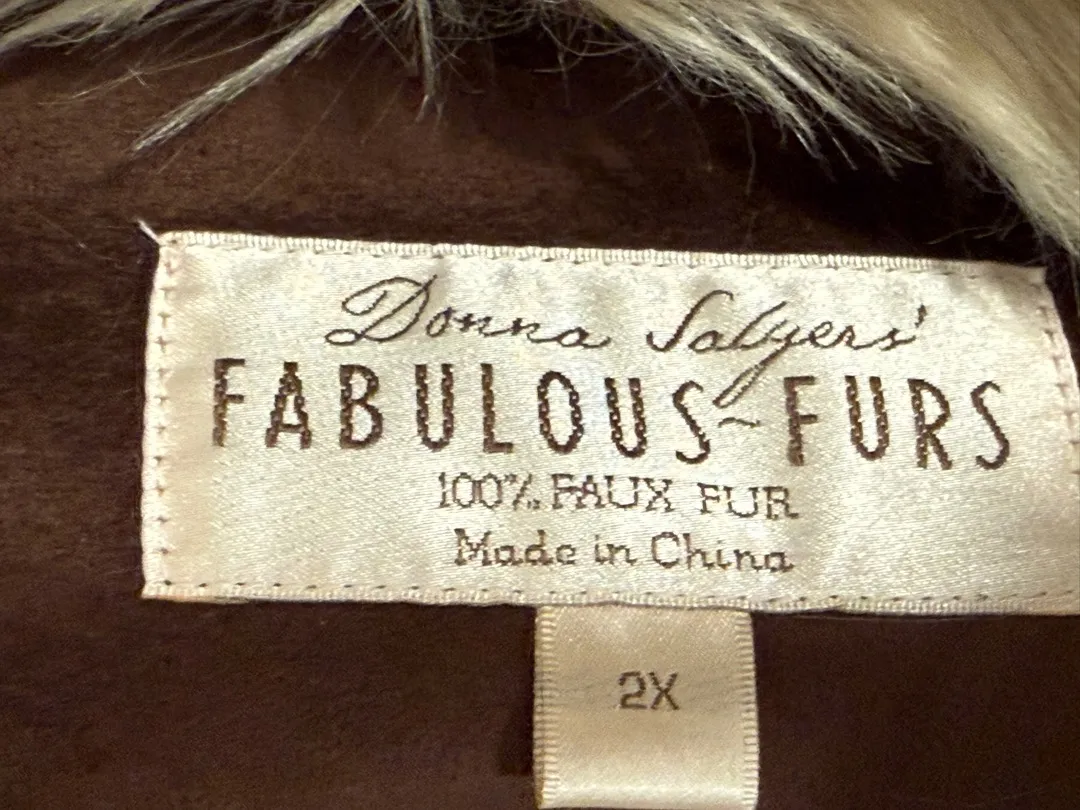 Donna Salyers'
FABULOUS-FURS
100% FAUX FUR
Made in China
2X